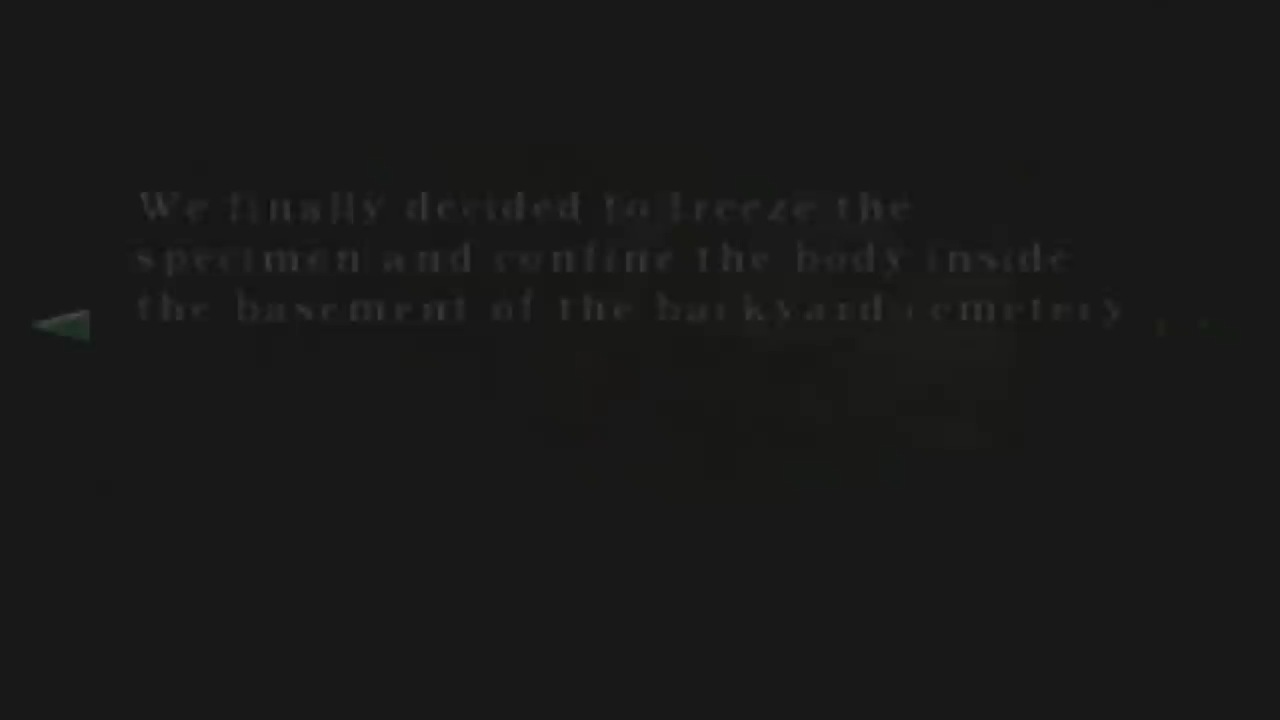 We finally decided to freeze the
specimen and confine the body inside
the basement of the backyard cemetery